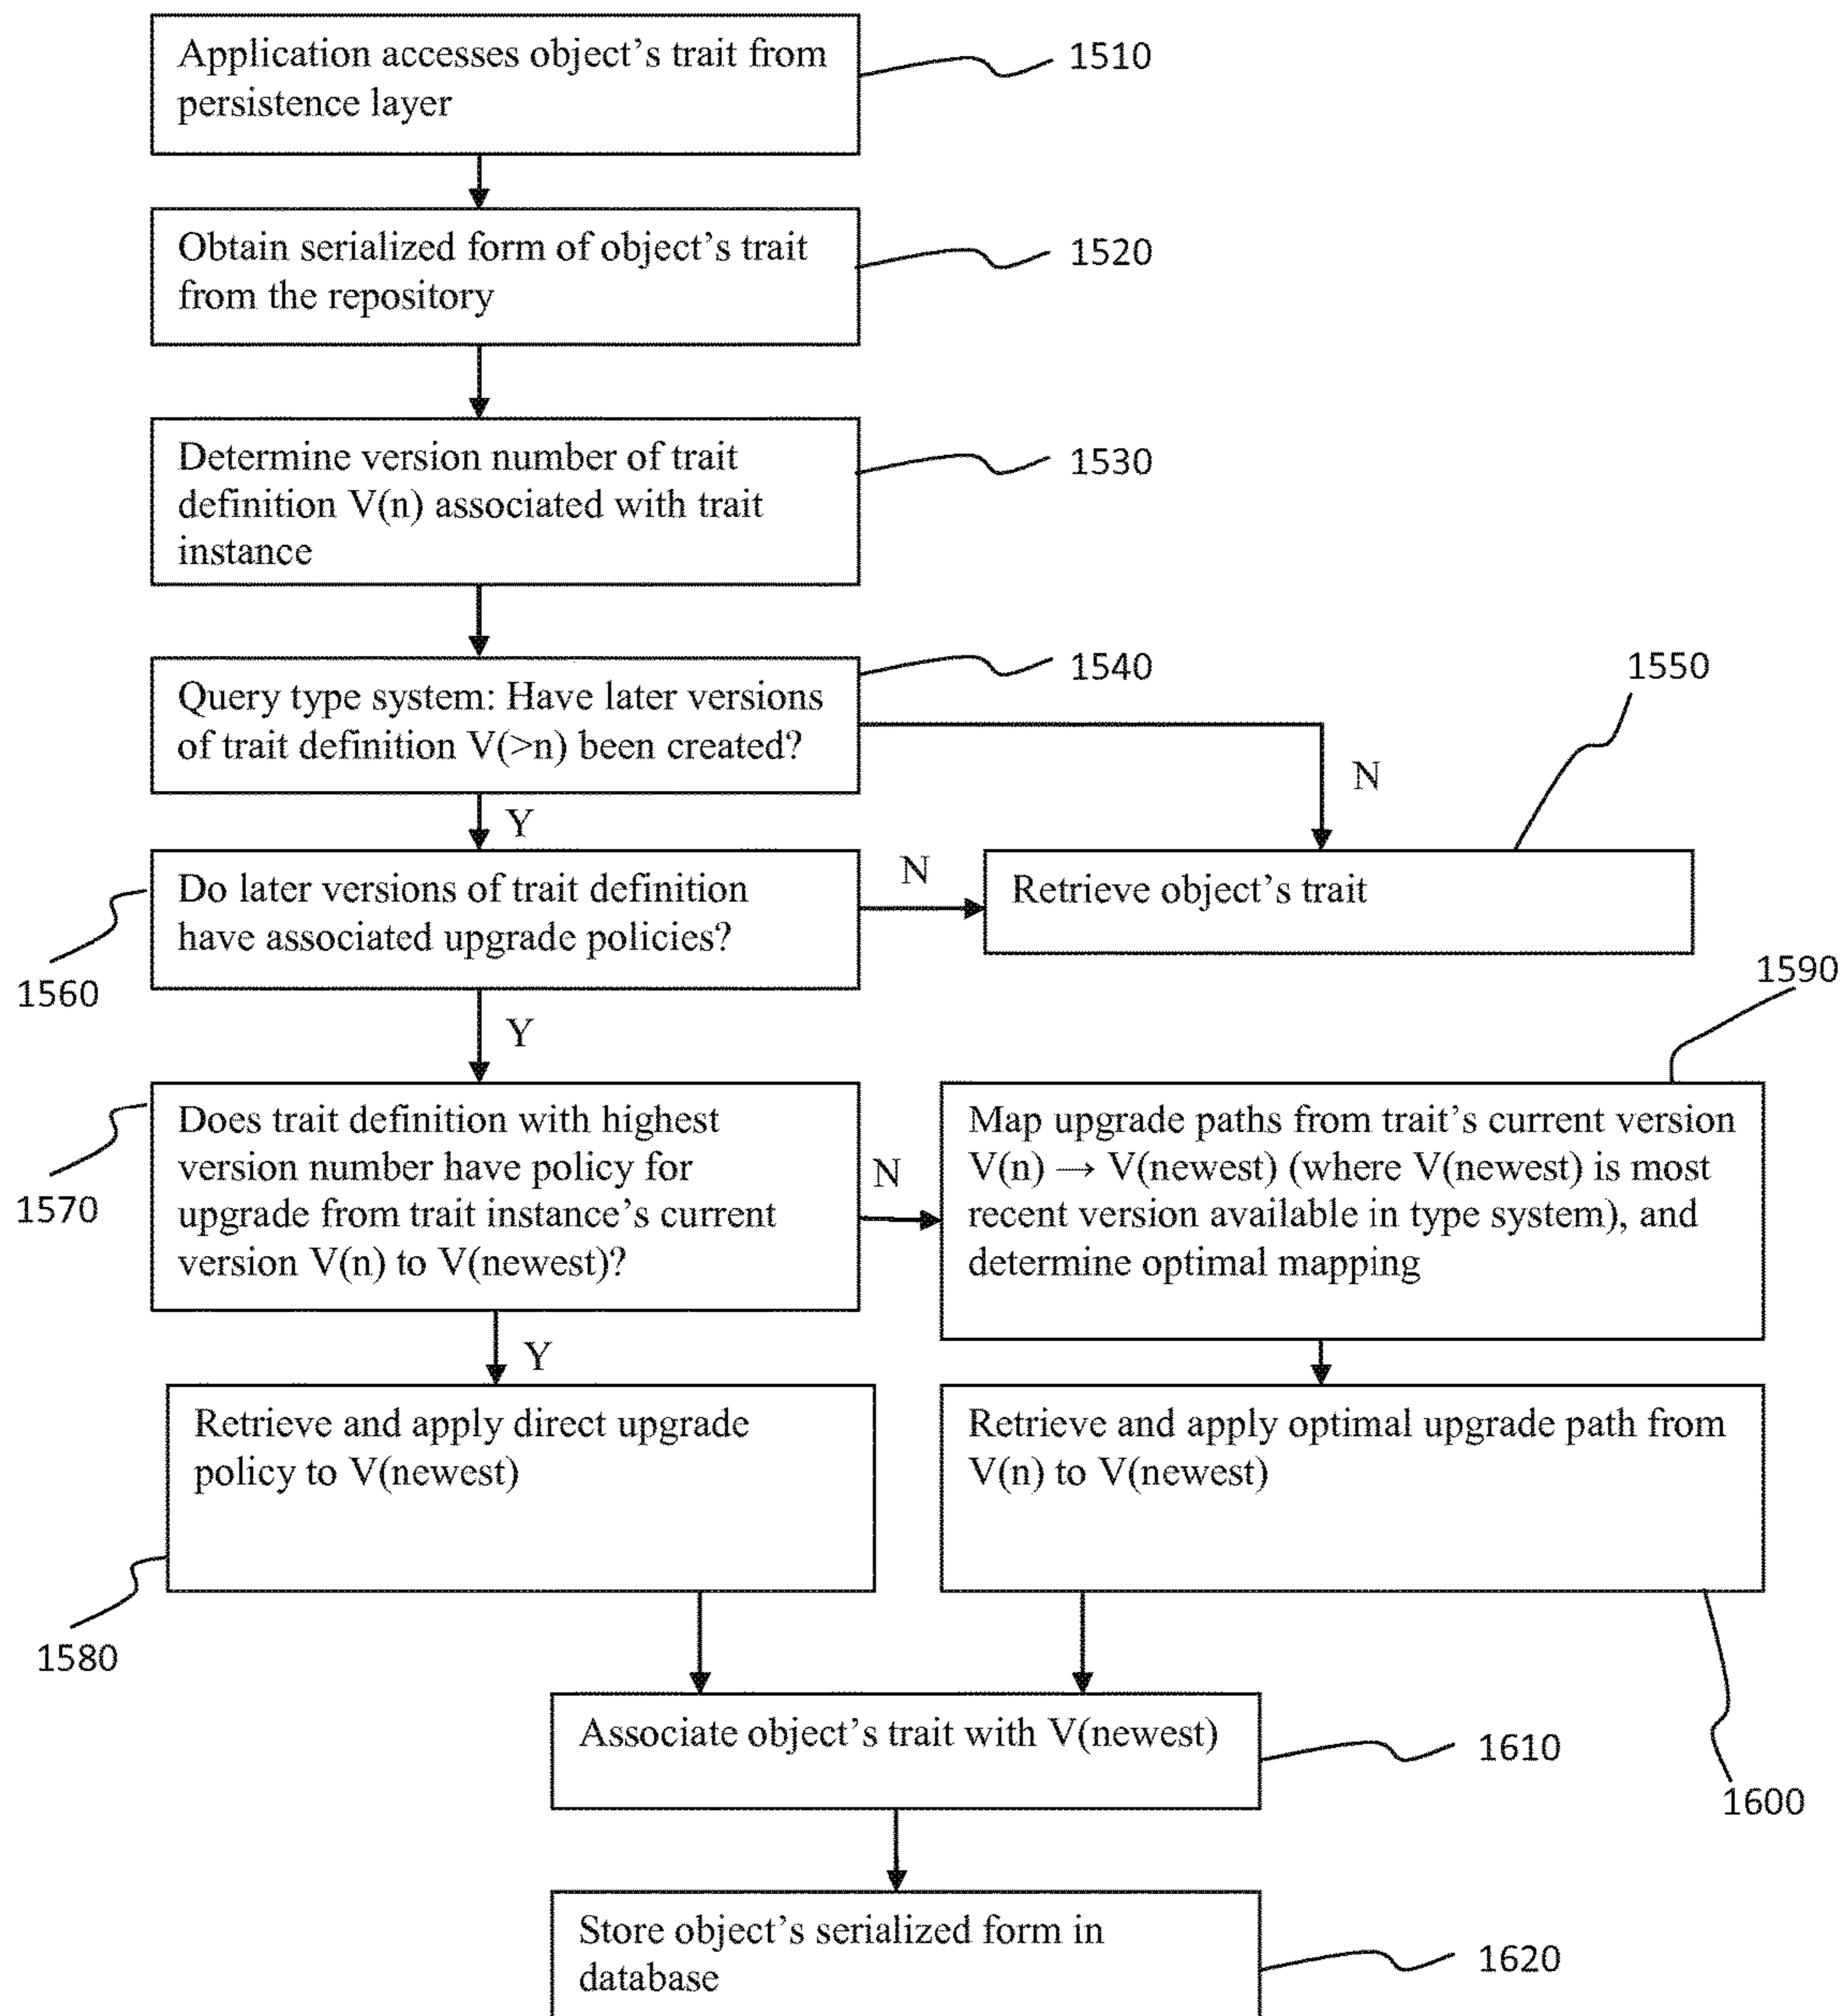 Application accesses object’s trait from
persistence layer
1510
Obtain serialized form of object’s trait
from the repository
1520
Determine version number of trait
definition V(n) associated with trait
instance
1530
Query type system: Have later versions
of trait definition V(>n) been created?
1540
1550
N
Y
Do later versions of trait definition
have associated upgrade policies?
N
Retrieve object’s trait
1560
Y
1590
Does trait definition with highest
version number have policy for
upgrade from trait instance’s current
version V(n) to V(newest)?
1570
N
Map upgrade paths from trait’s current version
V(n) → V(newest) (where V(newest) is most
recent version available in type system), and
determine optimal mapping
Y
Retrieve and apply direct upgrade
policy to V(newest)
Retrieve and apply optimal upgrade path from
V(n) to V(newest)
1580
1600
Associate object’s trait with V(newest)
1610
Store object’s serialized form in
database
1620